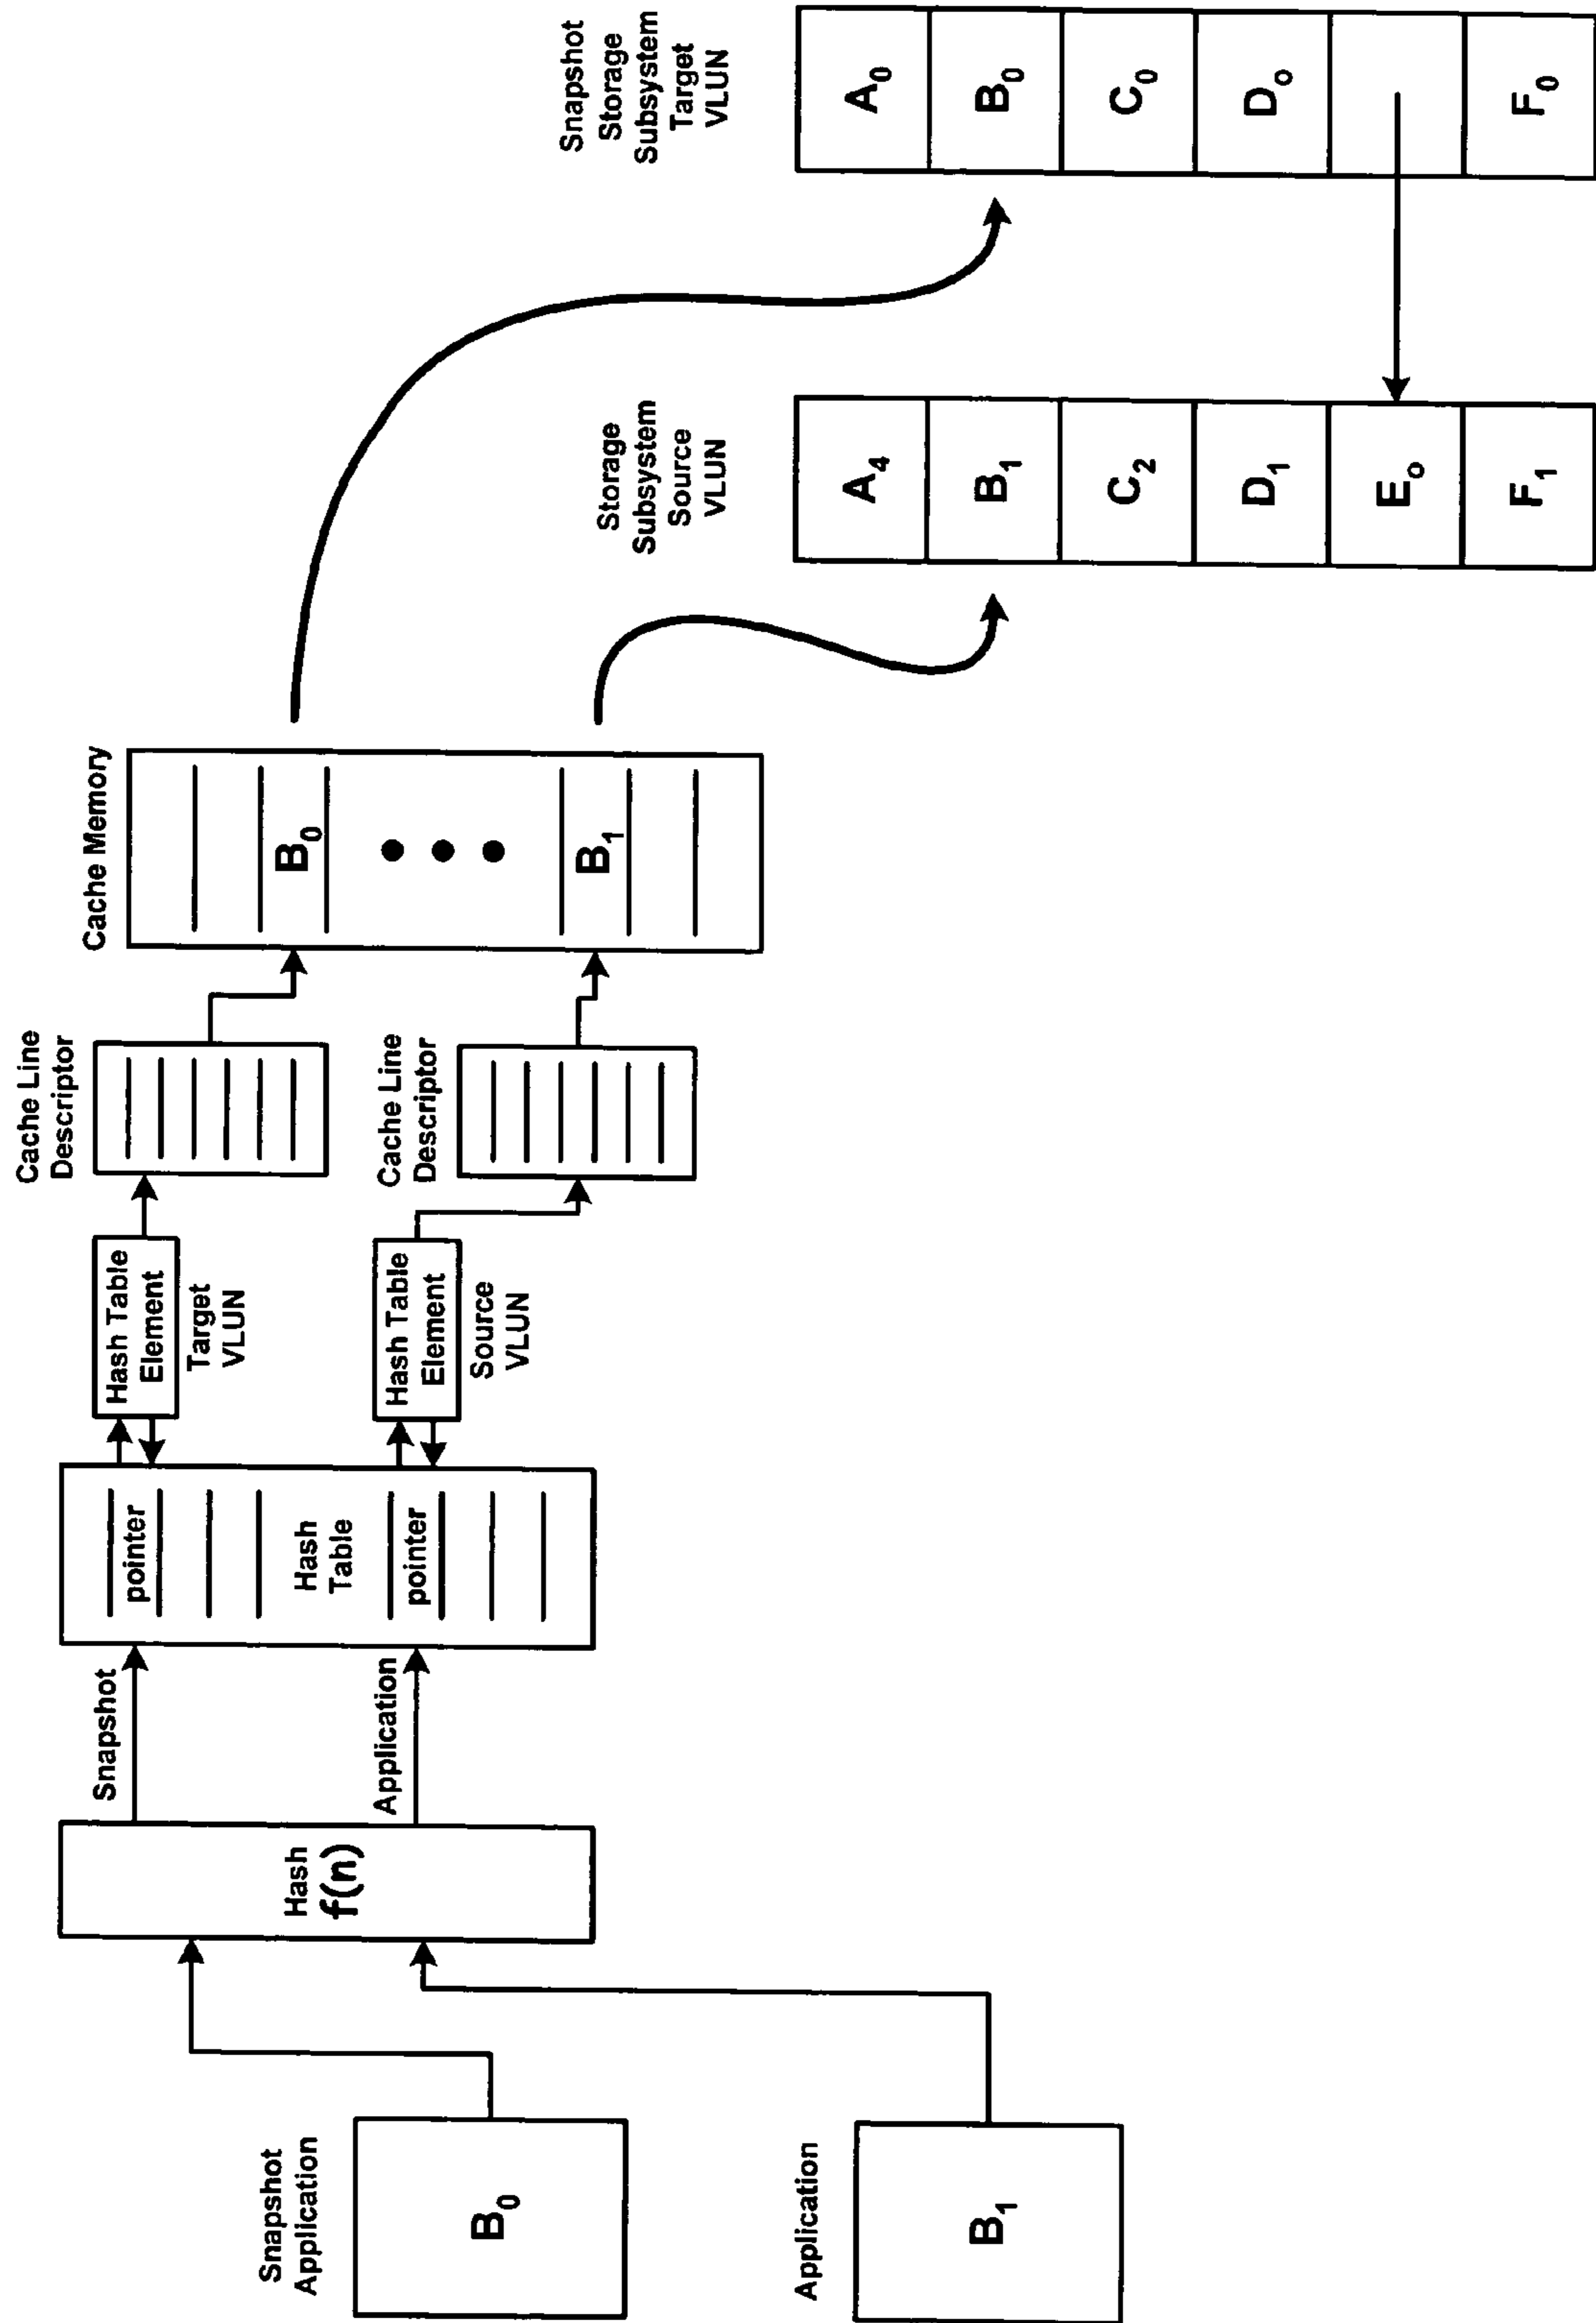 Snapshot
Application
B₀
Application
B₁
Hash
f(n)
Snapshot
Application
pointer
Hash
Table
pointer
Hash Table
Element
Target
VLUN
Hash Table
Element
Source
VLUN
Cache Line
Descriptor
Cache Line
Descriptor
Cache Memory
B₀
B₁
Storage
Subsystem
Source
VLUN
A₄
B₁
C₂
D₁
Eₒ
F₁
Snapshot
Storage
Subsystem
Target
VLUN
A₀
B₀
C₀
Dₒ
F₀